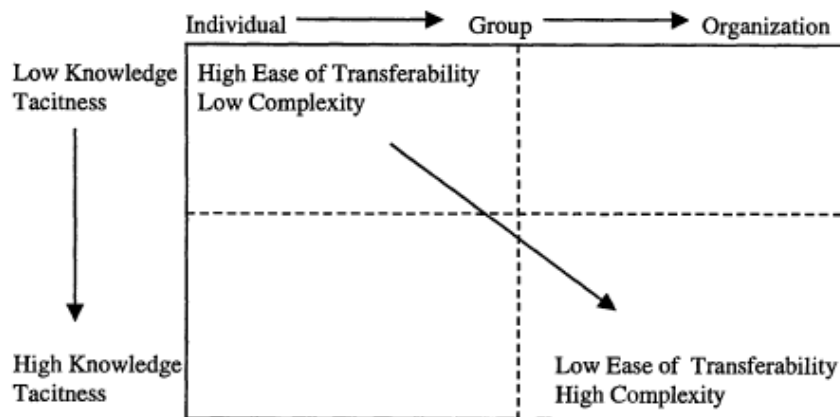 Individual Group Organization
Low Knowledge
Tacitness
High Ease of Transferability
Low Complexity
High Knowledge
Tacitness
Low Ease of Transferability
High Complexity